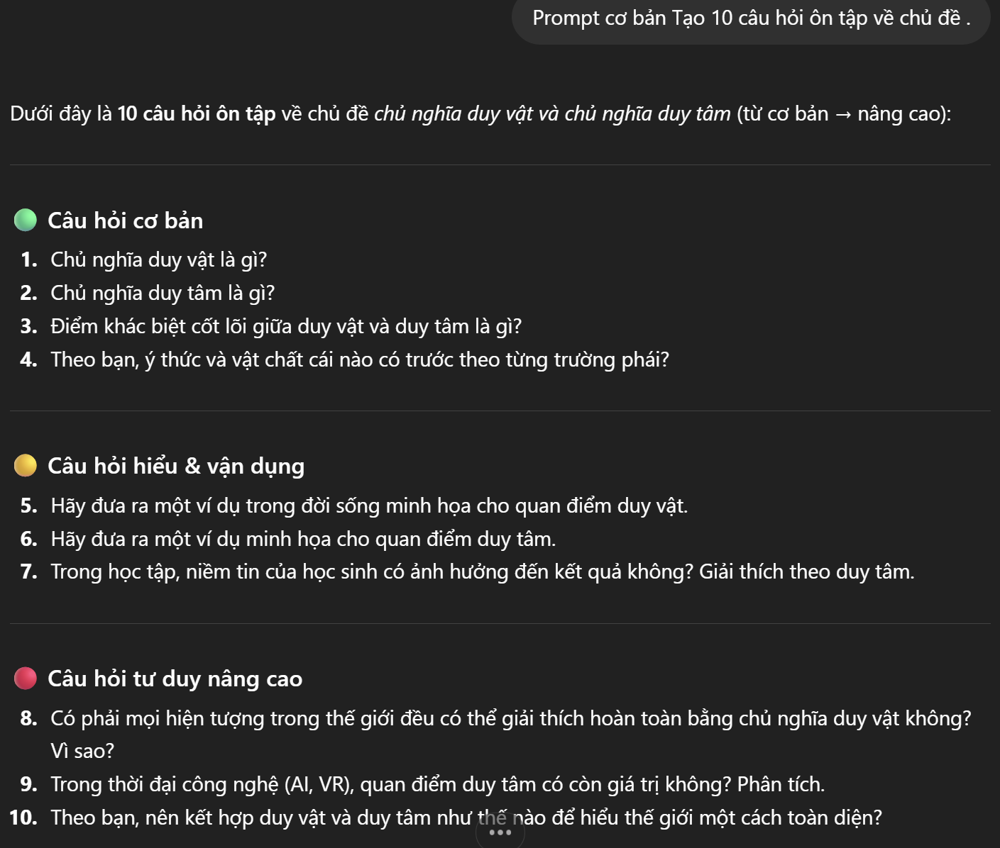 Prompt cơ bản Tạo 10 câu hỏi ôn tập về chủ đề .
Dưới đây là 10 câu hỏi ôn tập về chủ đề chủ nghĩa duy vật và chủ nghĩa duy tâm (từ cơ bản → nâng cao):
Câu hỏi cơ bản
1. Chủ nghĩa duy vật là gì?
2. Chủ nghĩa duy tâm là gì?
3. Điểm khác biệt cốt lõi giữa duy vật và duy tâm là gì?
4. Theo bạn, ý thức và vật chất cái nào có trước theo từng trường phái?
Câu hỏi hiểu & vận dụng
5. Hãy đưa ra một ví dụ trong đời sống minh họa cho quan điểm duy vật.
6. Hãy đưa ra một ví dụ minh họa cho quan điểm duy tâm.
7. Trong học tập, niềm tin của học sinh có ảnh hưởng đến kết quả không? Giải thích theo duy tâm.
Câu hỏi tư duy nâng cao
8. Có phải mọi hiện tượng trong thế giới đều có thể giải thích hoàn toàn bằng chủ nghĩa duy vật không?
Vì sao?
9. Trong thời đại công nghệ (AI, VR), quan điểm duy tâm có còn giá trị không? Phân tích.
10. Theo bạn, nên kết hợp duy vật và duy tâm như thế nào để hiểu thế giới một cách toàn diện?